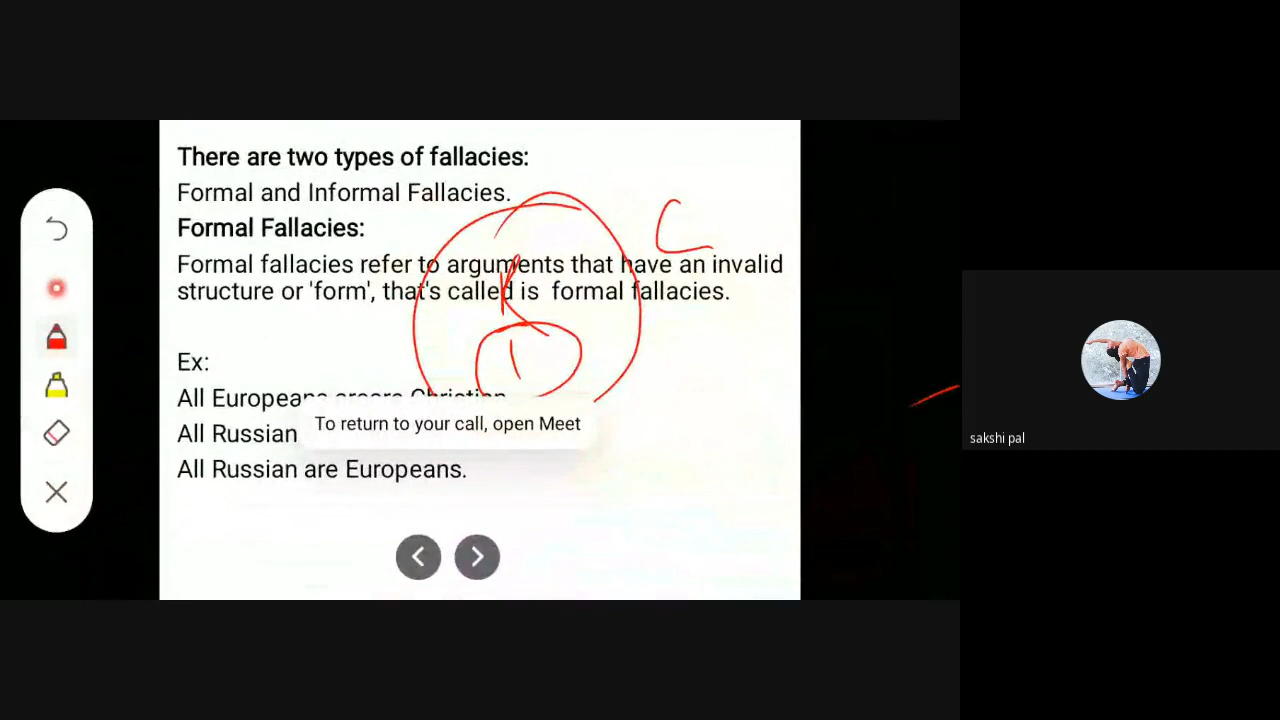 There are two types of fallacies:
Formal and Informal Fallacies.
Formal Fallacies:
Formal fallacies refer to arguments that have an invalid
structure or 'form', that's called is formal fallacies.
C
K
Ex:
All Europeans are Christian
To return to your call, open Meet
All Russian
All Russian are Europeans.
sakshi pal